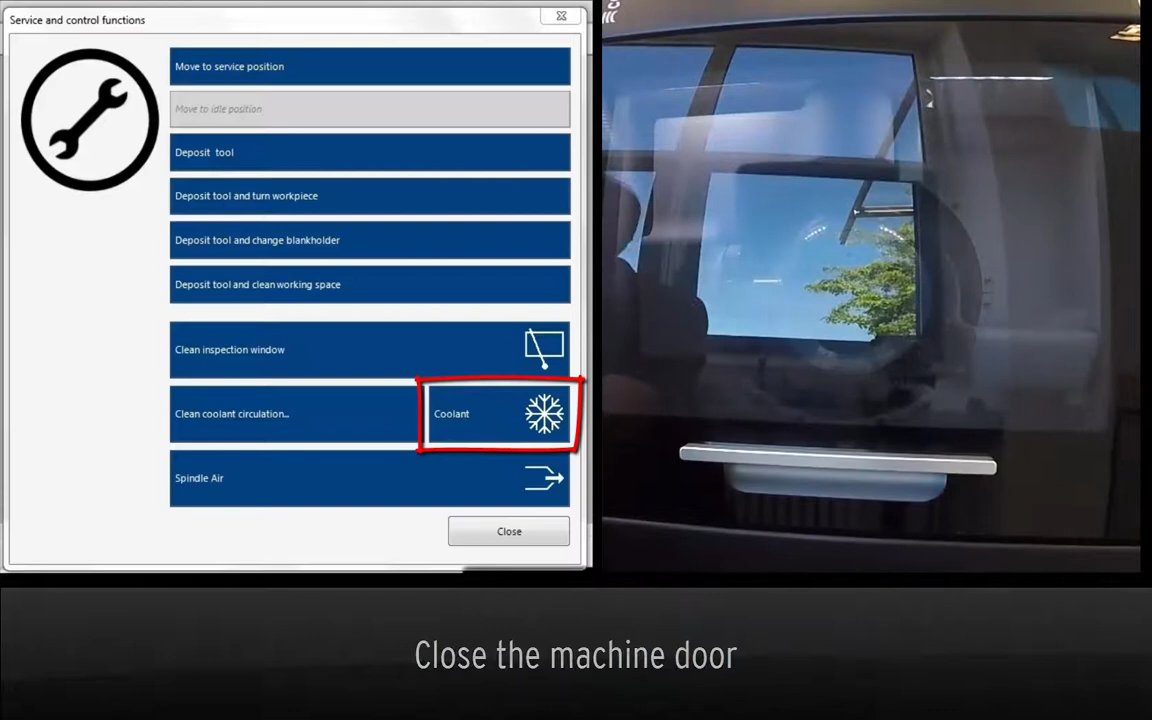 Service and control functions
Move to service position
Move to idle position
Deposit tool
Deposit tool and turn workpiece
Deposit tool and change blankholder
Deposit tool and clean working space
Clean inspection window
Clean coolant circulation...
Coolant
Spindle Air
Close
Close the machine door